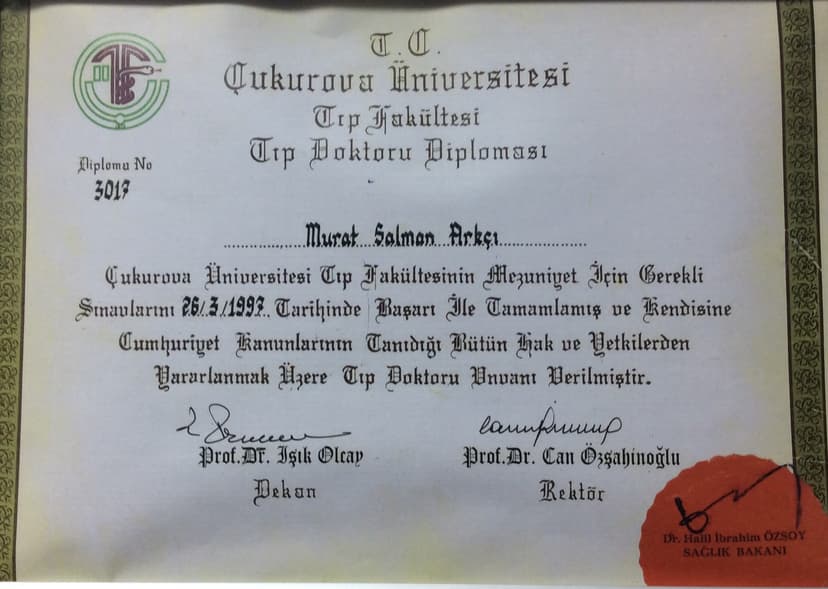 T.C.
Çukurova Üniversitesi
Tıp Fakültesi
Tıp Doktoru Diploması
Diploma No
3017
Murat Salman Arkçı
Çukurova Üniversitesi Tıp Fakültesinin Mezuniyet İçin Gerekli
Sınavlarını 26/3/1997 Tarihinde Başarı İle Tamamlamış ve Kendisine
Cumhuriyet Kanunlarının Tanıdığı Bütün Hak ve Yetkilerden
Yararlanmak Üzere Tıp Doktoru Unvanı Verilmiştir.
Prof.Dr. Işık Olcay
Dekan
Prof.Dr. Can Özşahinoğlu
Rektör
Dr. Halil İbrahim ÖZSOY
SAĞLIK BAKANI